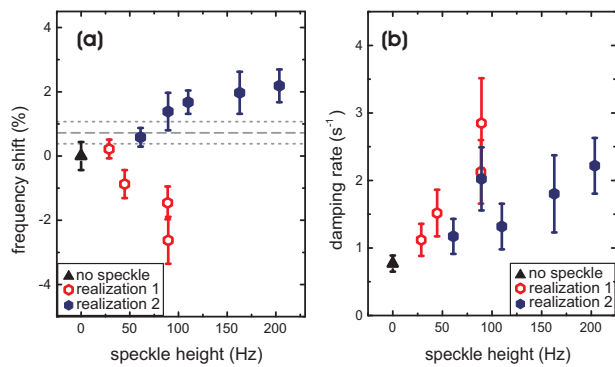 (a)
frequency shift (%)
4
2
0
-2
-4
0
50
100
150
200
speckle height (Hz)
no speckle
realization 1
realization 2
(b)
damping rate (s⁻¹)
4
3
2
1
0
0
50
100
150
200
speckle height (Hz)
no speckle
realization 1
realization 2